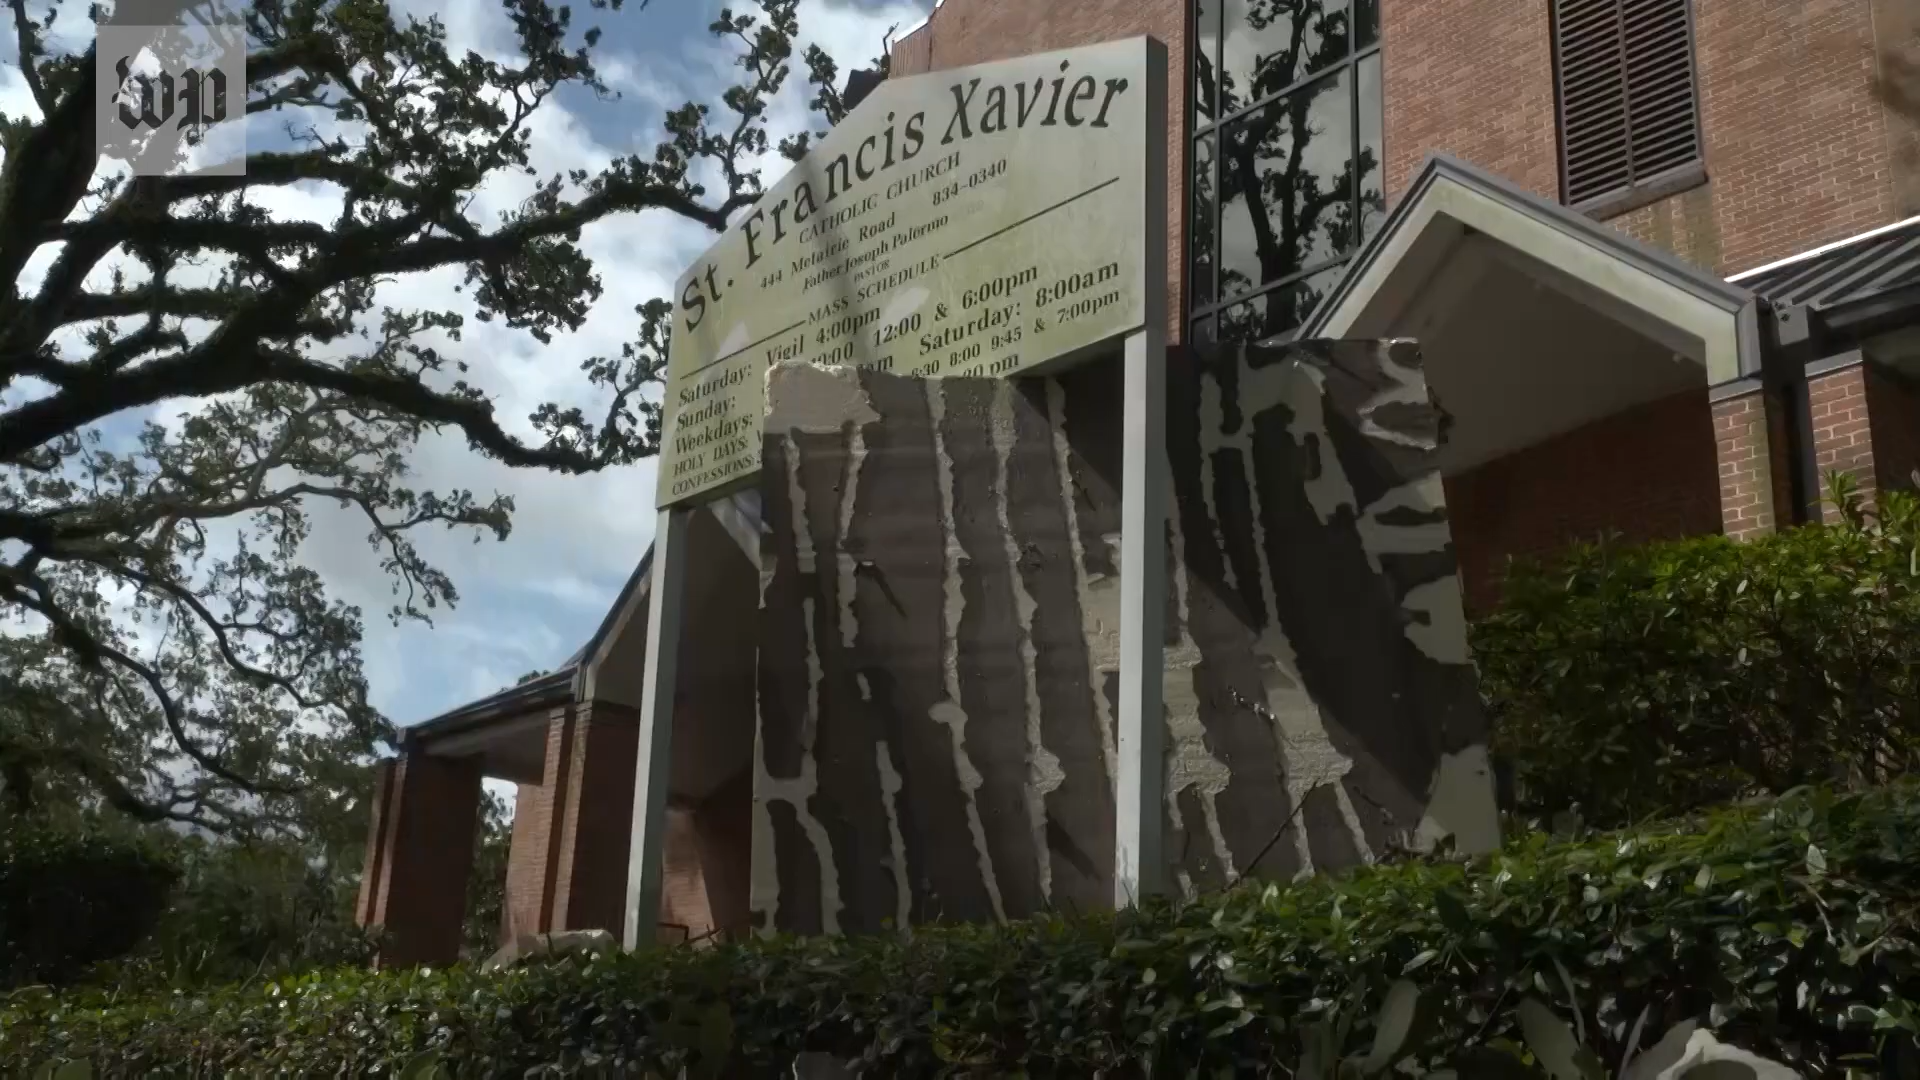 wp
St. Francis Xavier
CATHOLIC CHURCH
444 Metairie Road 834-0340
Father Joseph Palermo
PASTOR
MASS SCHEDULE
Saturday: Vigil 4:00pm
Sunday: 12:00 & 6:00pm
Weekdays: Saturday: 8:00am
HOLY DAYS: 8:00 9:45 & 7:00pm
CONFESSIONS: pm